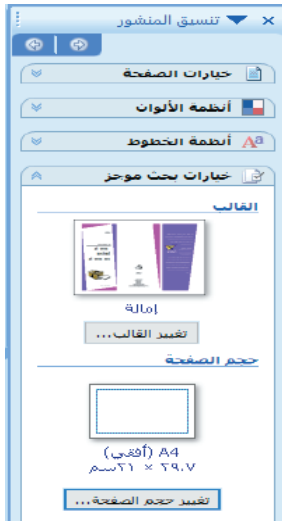 تنسيق المنشور
خيارات الصفحة
أنظمة الألوان
أنظمة الخطوط
خيارات بحث موجز
القالب
إمالة
تغيير القالب...
حجم الصفحة
A4 (أفقي)
٢٩.٧ × ٢١سم
تغيير حجم الصفحة...